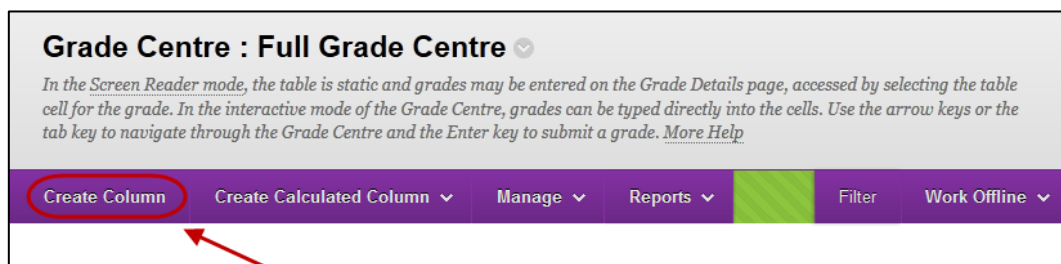 Grade Centre : Full Grade Centre
In the Screen Reader mode, the table is static and grades may be entered on the Grade Details page, accessed by selecting the table
cell for the grade. In the interactive mode of the Grade Centre, grades can be typed directly into the cells. Use the arrow keys or the
tab key to navigate through the Grade Centre and the Enter key to submit a grade. More Help
Create Column Create Calculated Column Manage Reports Filter Work Offline